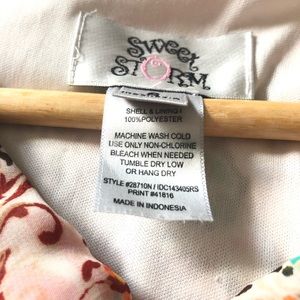 SWEET
STORM
SHELL & LINING
100%POLYESTER
MACHINE WASH COLD
USE ONLY NON-CHLORINE
BLEACH WHEN NEEDED
TUMBLE DRY LOW
OR HANG DRY
STYLE #28710N / IDC143405RS
PRINT #41616
MADE IN INDONESIA